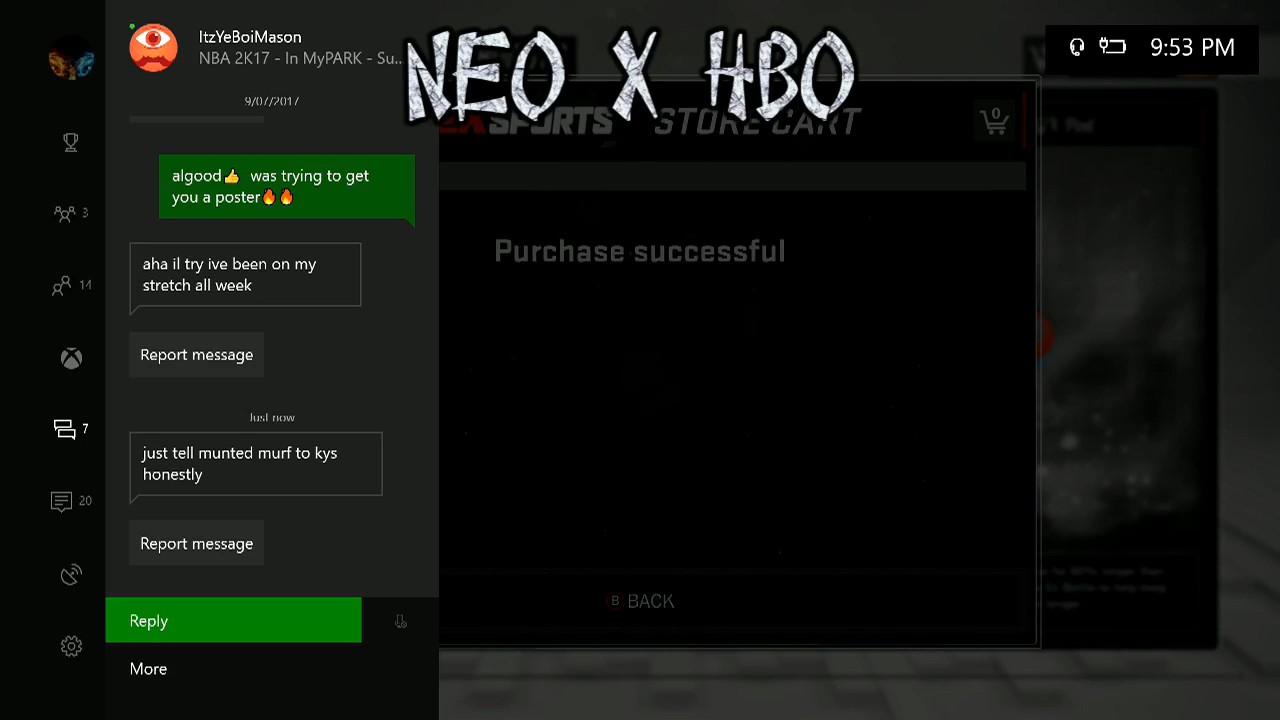 NEO X HBO
ItzYeBoiMason
NBA 2K17 - In MyPARK - Su...
9:53 PM
9/07/2017
algood👍 was trying to get
you a poster🔥🔥
3
aha il try ive been on my
stretch all week
14
Report message
Just now
7
just tell munted murf to kys
honestly
20
Report message
Reply
More
2K SPORTS STORE CART
0
Purchase successful
B BACK